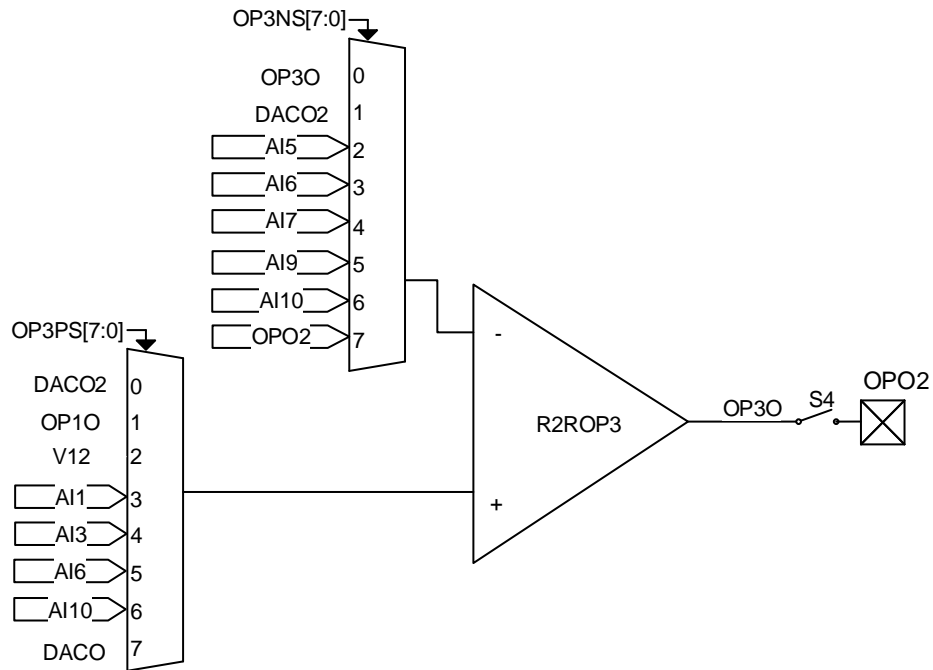 OP3NS[7:0]
OP3O 0
DACO2 1
AI5 2
AI6 3
AI7 4
AI9 5
AI10 6
OPO2 7
OP3PS[7:0]
DACO2 0
OP1O 1
V12 2
AI1 3
AI3 4
AI6 5
AI10 6
DACO 7
-
+
R2ROP3
OP3O
S4
OPO2